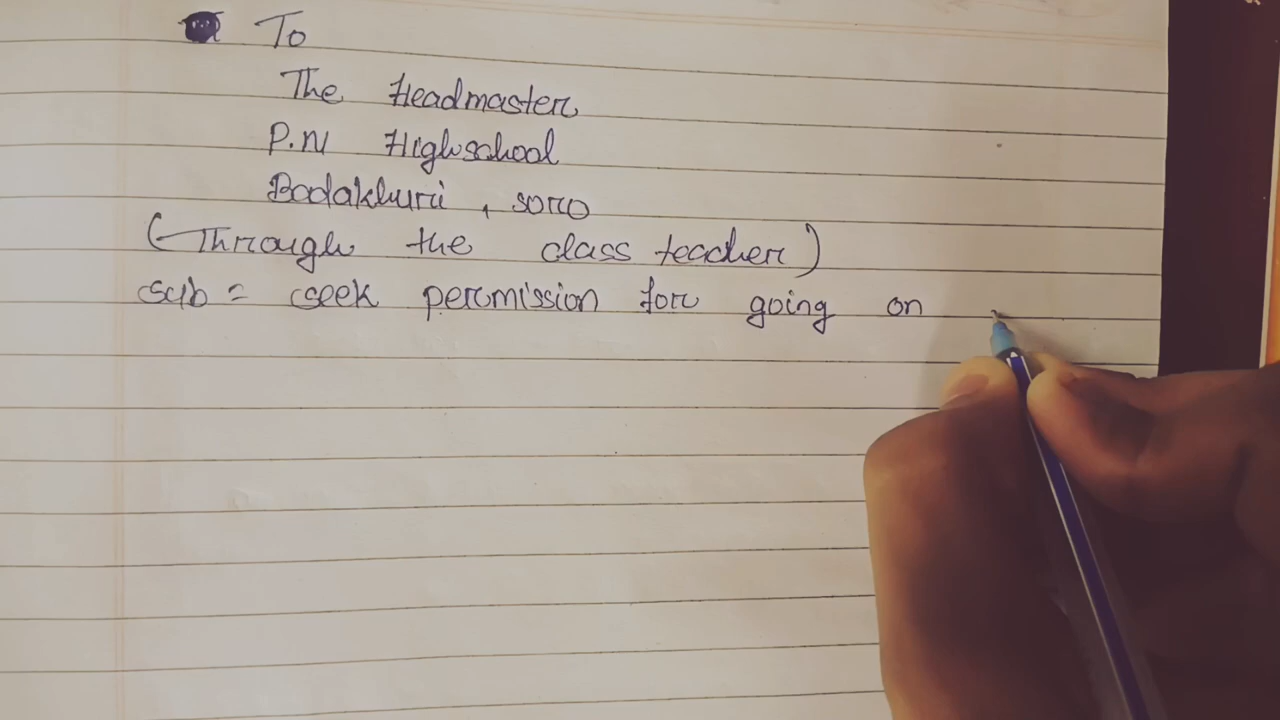 To
The Headmaster
P.N Highschool
Badakhuri, soro
(Through the class teacher)
Sub = seek permission for going on